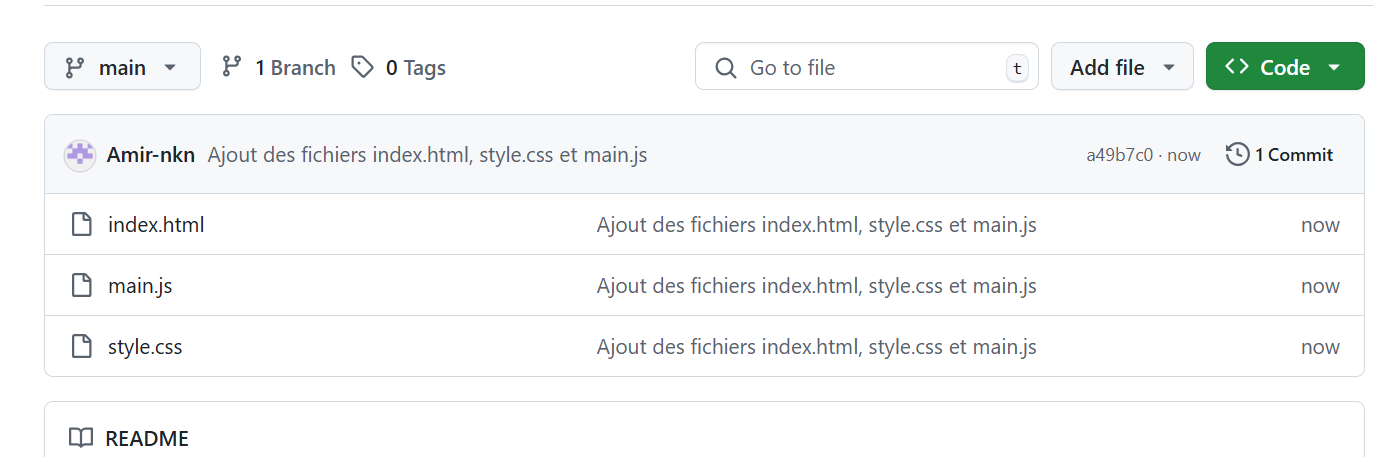 main 1 Branch 0 Tags Go to file t Add file Code
Amir-nkn Ajout des fichiers index.html, style.css et main.js a49b7c0 · now 1 Commit
index.html Ajout des fichiers index.html, style.css et main.js now
main.js Ajout des fichiers index.html, style.css et main.js now
style.css Ajout des fichiers index.html, style.css et main.js now
README